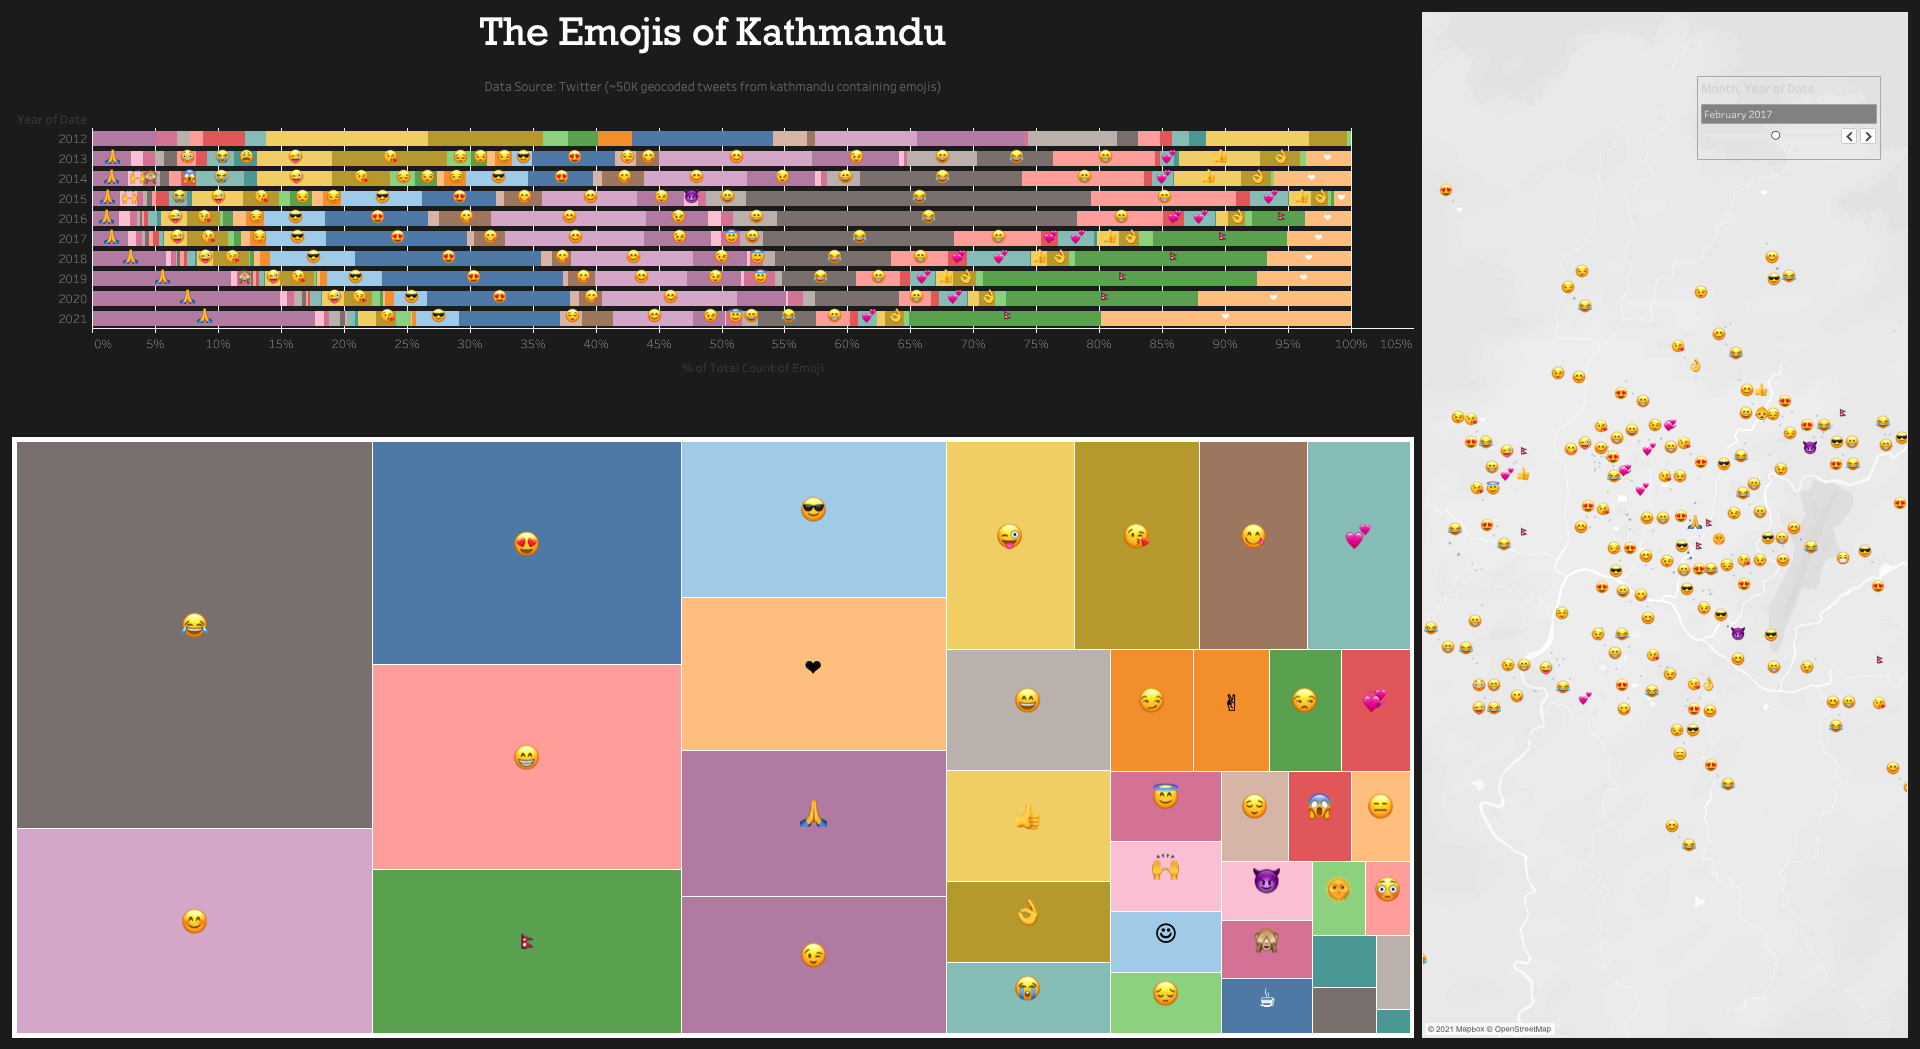 The Emojis of Kathmandu
Data Source: Twitter (~50K geocoded tweets from kathmandu containing emojis)
Year of Date
2012
2013
2014
2015
2016
2017
2018
2019
2020
2021
0% 5% 10% 15% 20% 25% 30% 35% 40% 45% 50% 55% 60% 65% 70% 75% 80% 85% 90% 95% 100% 105%
% of Total Count of Emoji
Month, Year of Date
February 2017
© 2021 Mapbox © OpenStreetMap